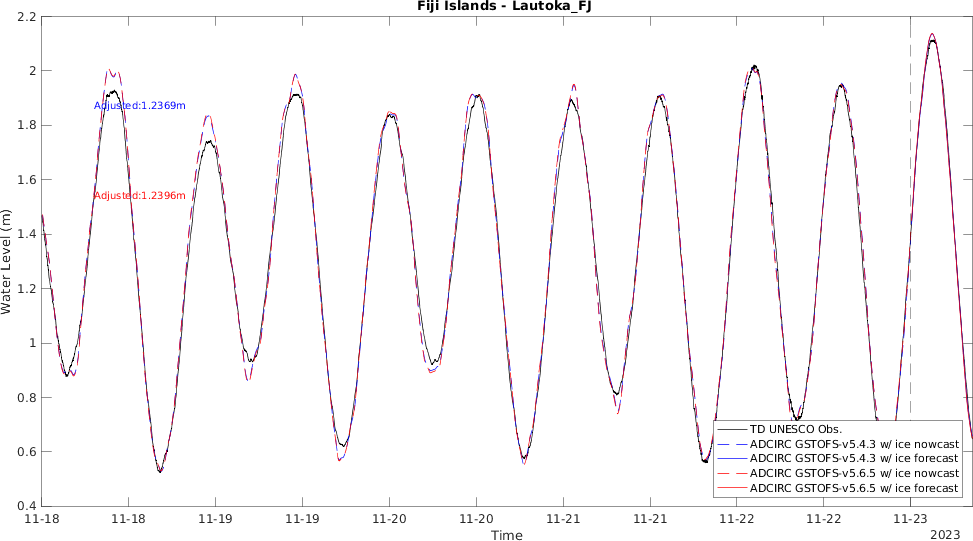 Fiji Islands - Lautoka_FJ
2.2
2
1.8
1.6
1.4
1.2
1
0.8
0.6
0.4
Water Level (m)
Adjusted:1.2369m
Adjusted:1.2396m
TD UNESCO Obs.
ADCIRC GSTOFS-v5.4.3 w/ ice nowcast
ADCIRC GSTOFS-v5.4.3 w/ ice forecast
ADCIRC GSTOFS-v5.6.5 w/ ice nowcast
ADCIRC GSTOFS-v5.6.5 w/ ice forecast
11-18 11-18 11-19 11-19 11-20 11-20 11-21 11-21 11-22 11-22 11-23
Time
2023